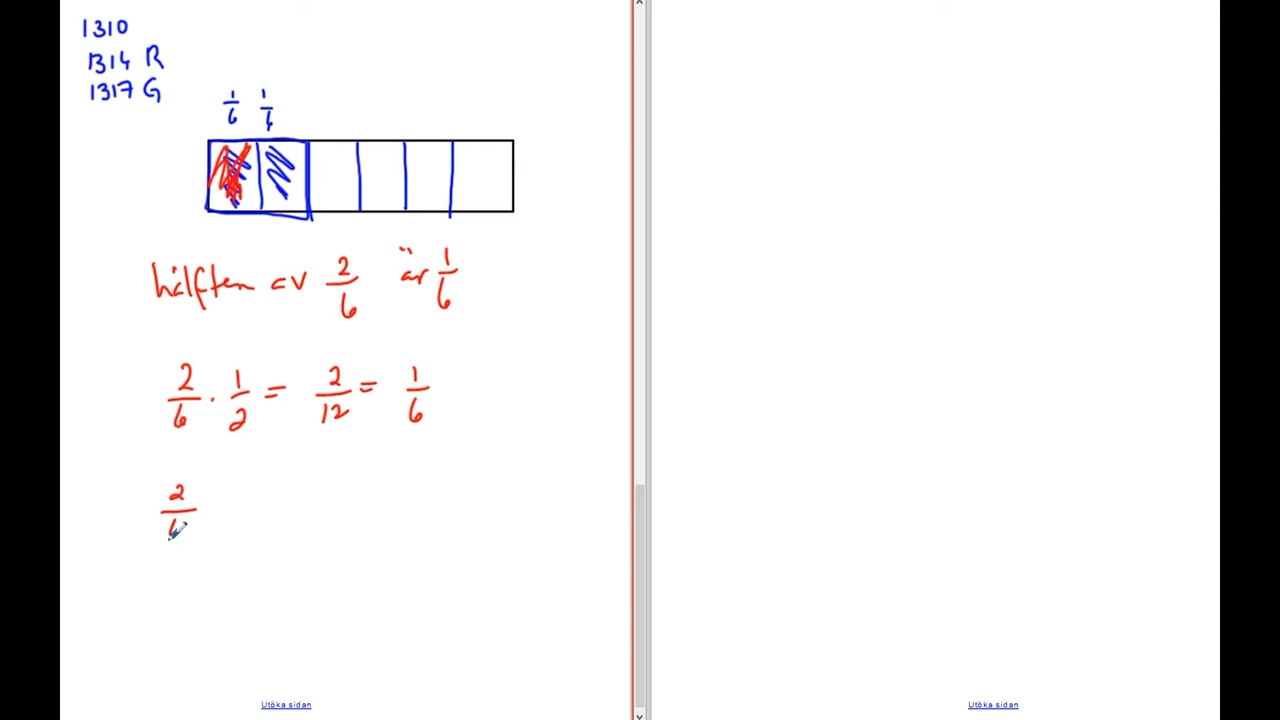 1310
1314 R
1317 G
1/6 1/6
hälften av 2/6 är 1/6
2/6 · 1/2 = 2/12 = 1/6
2/6
Utöka sidan
Utöka sidan